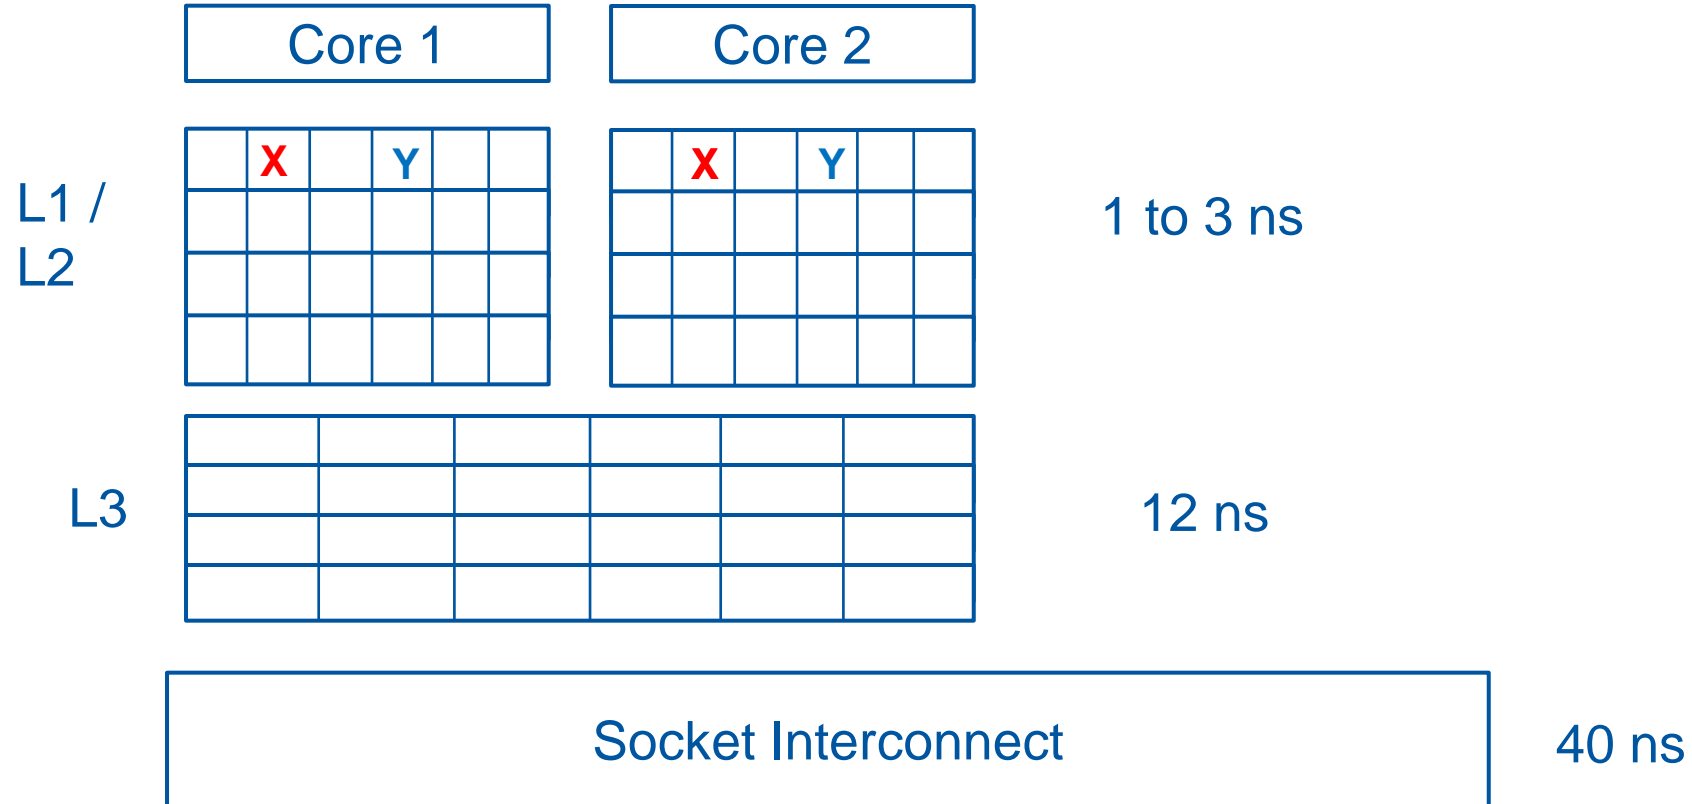 Core 1
Core 2
X
Y
X
Y
L1 /
L2
1 to 3 ns
L3
12 ns
Socket Interconnect
40 ns